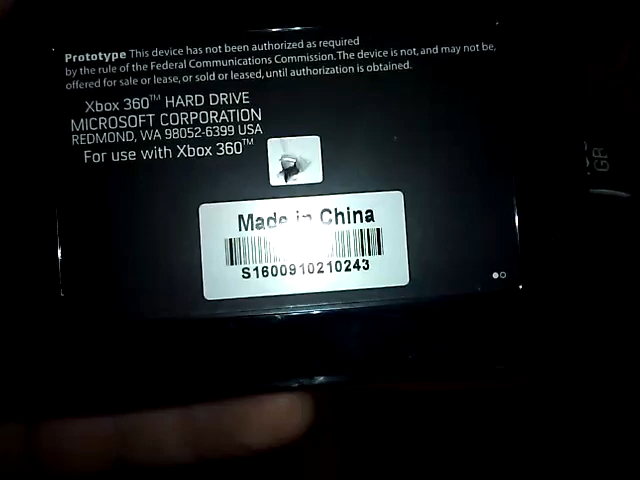 Prototype This device has not been authorized as required
by the rule of the Federal Communications Commission. The device is not, and may not be,
offered for sale or lease, or sold or leased, until authorization is obtained.
Xbox 360™ HARD DRIVE
MICROSOFT CORPORATION
REDMOND, WA 98052-6399 USA
For use with Xbox 360™
Made in China
S1600910210243
GR